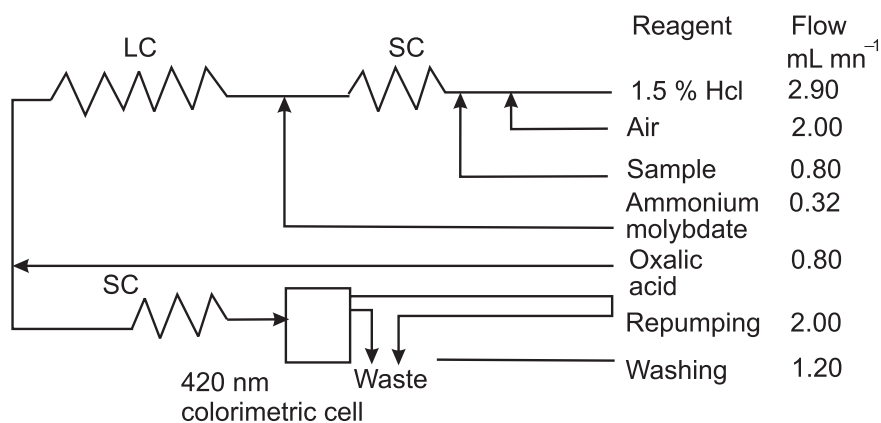 Reagent Flow
mL mn⁻¹
LC SC
1.5 % Hcl 2.90
Air 2.00
Sample 0.80
Ammonium 0.32
molybdate
Oxalic 0.80
acid
SC
Repumping 2.00
Washing 1.20
Waste
420 nm
colorimetric cell